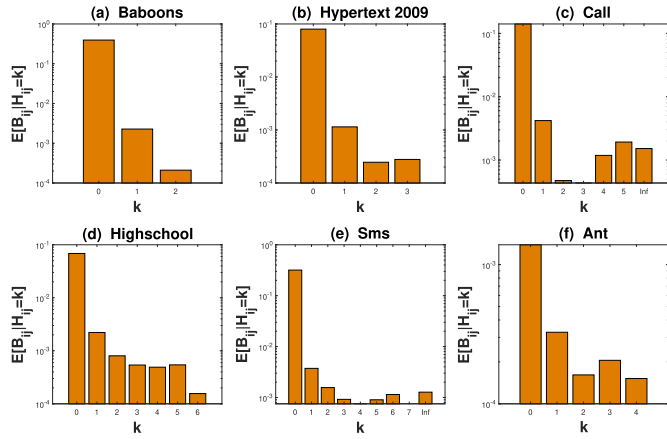 (a) Baboons
E[B_ij|H_ij=k]
10^0
10^-1
10^-2
10^-3
10^-4
0 1 2
k
(b) Hypertext 2009
E[B_ij|H_ij=k]
10^-1
10^-2
10^-3
10^-4
0 1 2 3
k
(c) Call
E[B_ij|H_ij=k]
10^-1
10^-2
10^-3
0 1 2 3 4 5 Inf
k
(d) Highschool
E[B_ij|H_ij=k]
10^-1
10^-2
10^-3
10^-4
0 1 2 3 4 5 6
k
(e) Sms
E[B_ij|H_ij=k]
10^0
10^-1
10^-2
10^-3
0 1 2 3 4 5 6 7 Inf
k
(f) Ant
E[B_ij|H_ij=k]
10^-3
10^-4
0 1 2 3 4
k